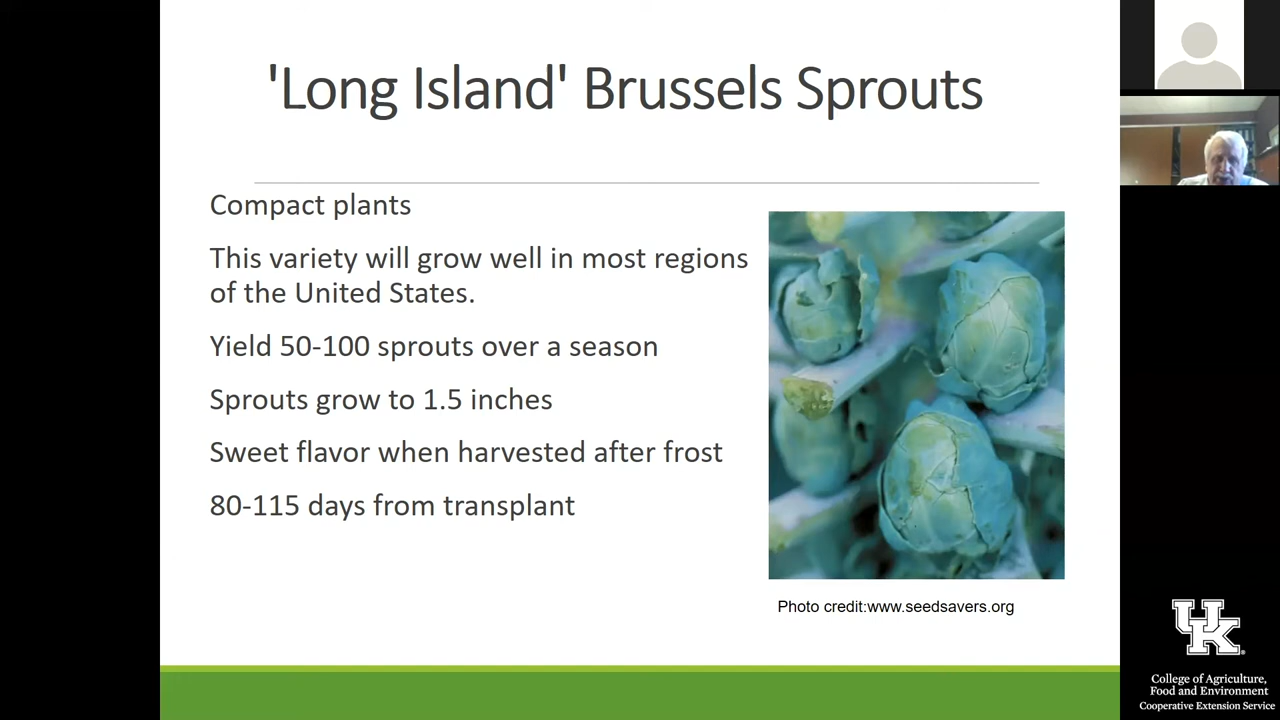 'Long Island' Brussels Sprouts
Compact plants
This variety will grow well in most regions
of the United States.
Yield 50-100 sprouts over a season
Sprouts grow to 1.5 inches
Sweet flavor when harvested after frost
80-115 days from transplant
Photo credit:www.seedsavers.org
UK
College of Agriculture,
Food and Environment
Cooperative Extension Service